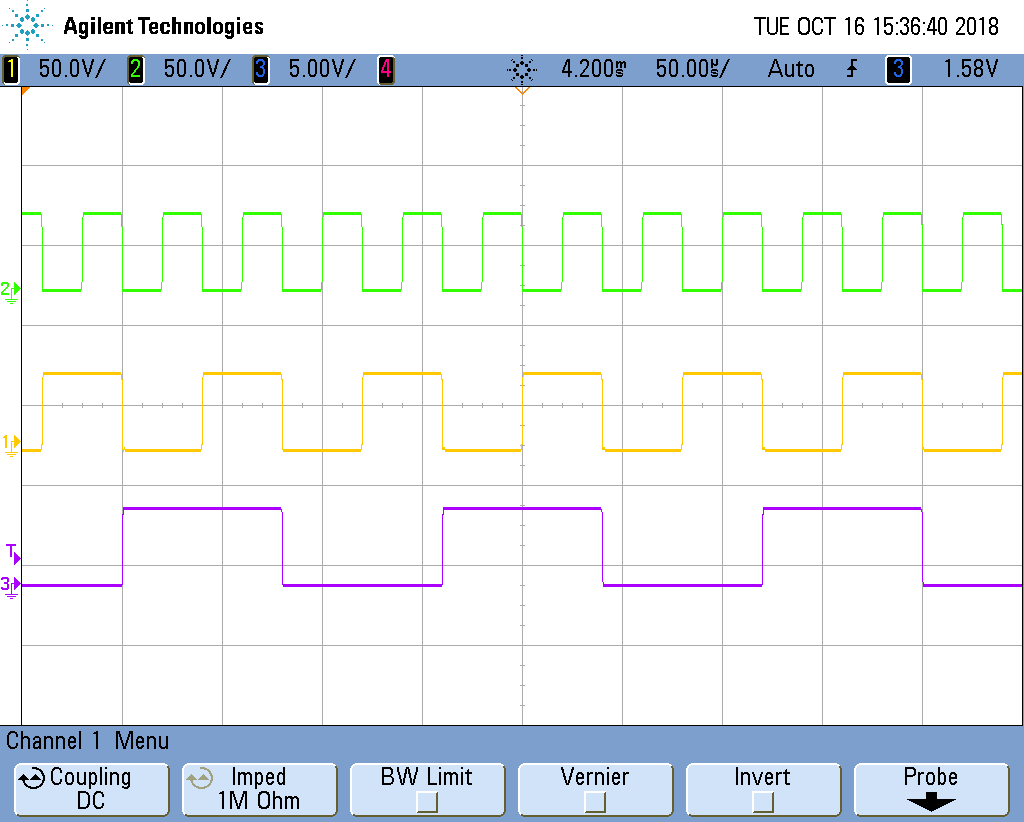 Agilent Technologies TUE OCT 16 15:36:40 2018
1 50.0V/ 2 50.0V/ 3 5.00V/ 4 4.200ms 50.00µs/ Auto 3 1.58V
2
1
T
3
Channel 1 Menu
Coupling Imped BW Limit Vernier Invert Probe
DC 1M Ohm